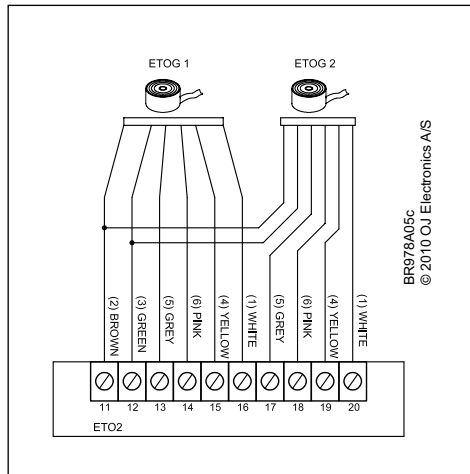 ETOG 1
ETOG 2
BR978A05c
© 2010 OJ Electronics A/S
(2) BROWN
(3) GREEN
(5) GREY
(6) PINK
(4) YELLOW
(1) WHITE
(5) GREY
(6) PINK
(4) YELLOW
(1) WHITE
11 12 13 14 15 16 17 18 19 20
ETO2